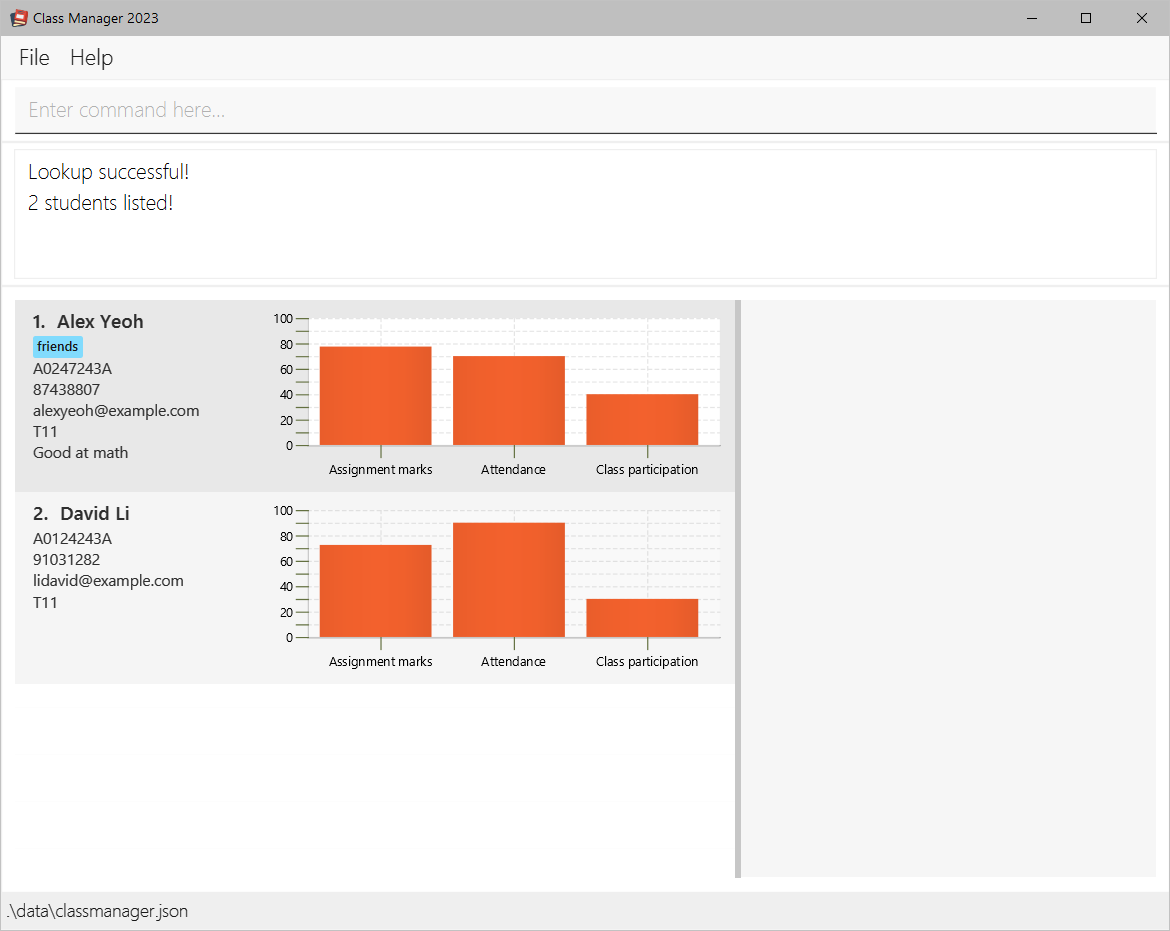 Class Manager 2023
File Help
Enter command here...
Lookup successful!
2 students listed!
1. Alex Yeoh
friends
A0247243A
87438807
alexyeoh@example.com
T11
Good at math
100
80
60
40
20
0
Assignment marks Attendance Class participation
2. David Li
A0124243A
91031282
lidavid@example.com
T11
100
80
60
40
20
0
Assignment marks Attendance Class participation
.\data\classmanager.json